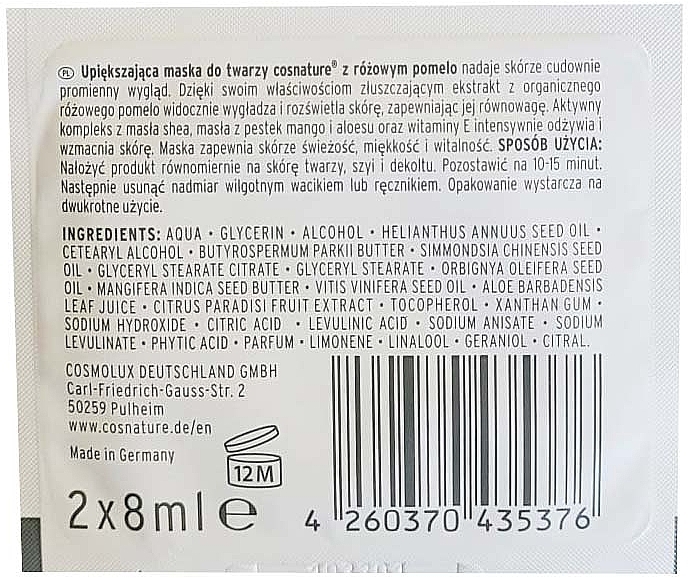 PL Upiększająca maska do twarzy cosnature® z różowym pomelo nadaje skórze cudownie
promienny wygląd. Dzięki swoim właściwościom złuszczającym ekstrakt z organicznego
różowego pomelo widocznie wygładza i rozświetla skórę, zapewniając jej równowagę. Aktywny
kompleks z masła shea, masła z pestek mango i aloesu oraz witaminy E intensywnie odżywia i
wzmacnia skórę. Maska zapewnia skórze świeżość, miękkość i witalność. SPOSÓB UŻYCIA:
Nałożyć produkt równomiernie na skórę twarzy, szyi i dekoltu. Pozostawić na 10-15 minut.
Następnie usunąć nadmiar wilgotnym wacikiem lub ręcznikiem. Opakowanie wystarcza na
dwukrotne użycie.
INGREDIENTS: AQUA • GLYCERIN • ALCOHOL • HELIANTHUS ANNUUS SEED OIL •
CETEARYL ALCOHOL • BUTYROSPERMUM PARKII BUTTER • SIMMONDSIA CHINENSIS SEED
OIL • GLYCERYL STEARATE CITRATE • GLYCERYL STEARATE • ORBIGNYA OLEIFERA SEED
OIL • MANGIFERA INDICA SEED BUTTER • VITIS VINIFERA SEED OIL • ALOE BARBADENSIS
LEAF JUICE • CITRUS PARADISI FRUIT EXTRACT • TOCOPHEROL • XANTHAN GUM •
SODIUM HYDROXIDE • CITRIC ACID • LEVULINIC ACID • SODIUM ANISATE • SODIUM
LEVULINATE • PHYTIC ACID • PARFUM • LIMONENE • LINALOOL • GERANIOL • CITRAL.
COSMOLUX DEUTSCHLAND GMBH
Carl-Friedrich-Gauss-Str. 2
50259 Pulheim
www.cosnature.de/en
Made in Germany
12M
2x8ml e
4 260370 435376